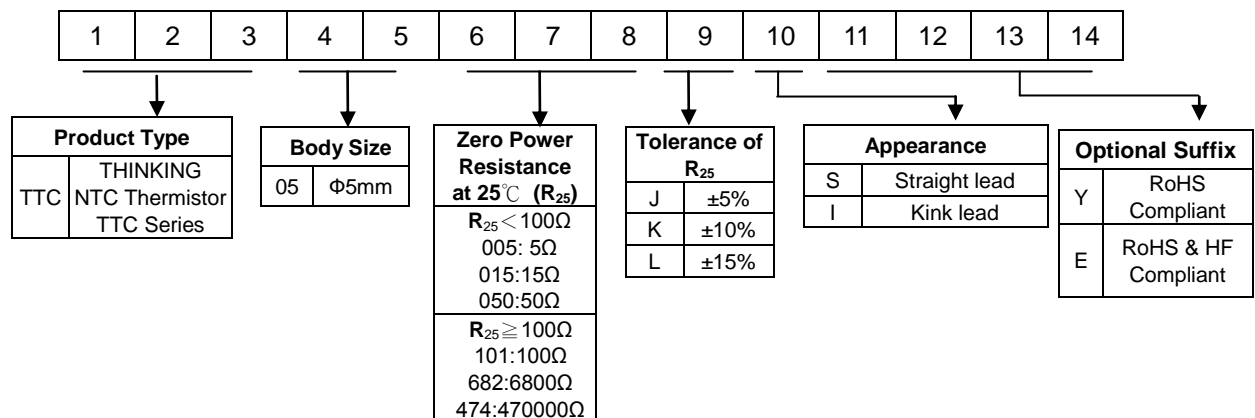 1 2 3 4 5 6 7 8 9 10 11 12 13 14
Product Type
TTC
THINKING
NTC Thermistor
TTC Series
Body Size
05 Φ5mm
Zero Power
Resistance
at 25℃ (R25)
R25＜100Ω
005: 5Ω
015:15Ω
050:50Ω
R25≧100Ω
101:100Ω
682:6800Ω
474:470000Ω
Tolerance of
R25
J ±5%
K ±10%
L ±15%
Appearance
S Straight lead
I Kink lead
Optional Suffix
Y
RoHS
Compliant
E
RoHS & HF
Compliant